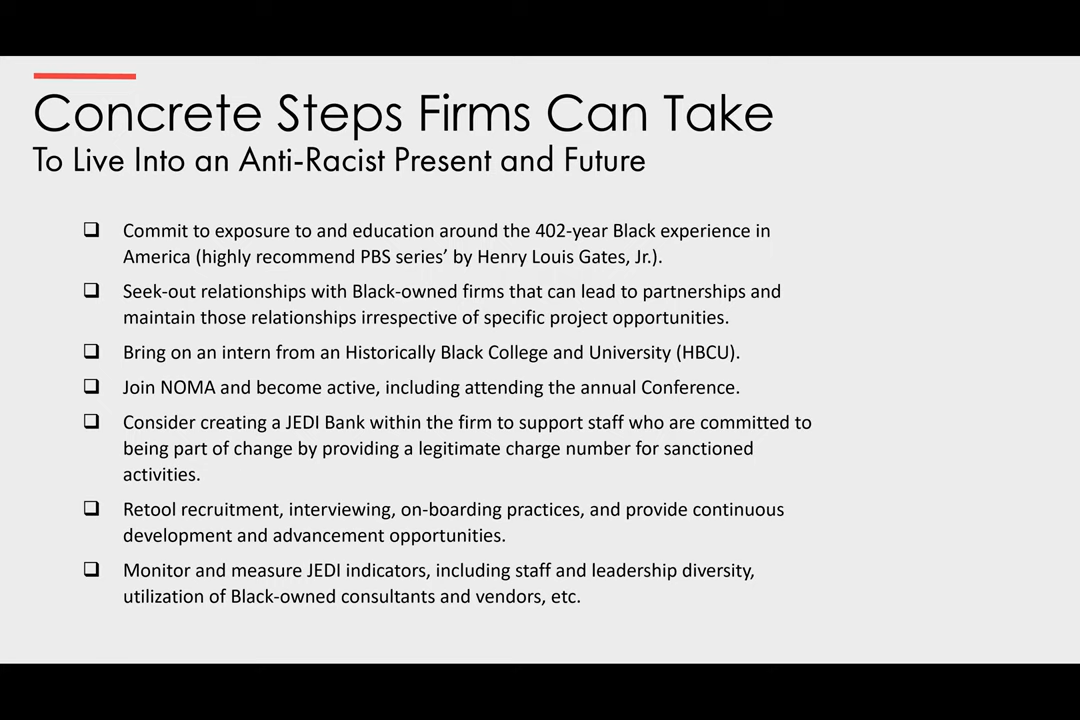 Concrete Steps Firms Can Take
To Live Into an Anti-Racist Present and Future
❑ Commit to exposure to and education around the 402-year Black experience in
America (highly recommend PBS series’ by Henry Louis Gates, Jr.).
❑ Seek-out relationships with Black-owned firms that can lead to partnerships and
maintain those relationships irrespective of specific project opportunities.
❑ Bring on an intern from an Historically Black College and University (HBCU).
❑ Join NOMA and become active, including attending the annual Conference.
❑ Consider creating a JEDI Bank within the firm to support staff who are committed to
being part of change by providing a legitimate charge number for sanctioned
activities.
❑ Retool recruitment, interviewing, on-boarding practices, and provide continuous
development and advancement opportunities.
❑ Monitor and measure JEDI indicators, including staff and leadership diversity,
utilization of Black-owned consultants and vendors, etc.